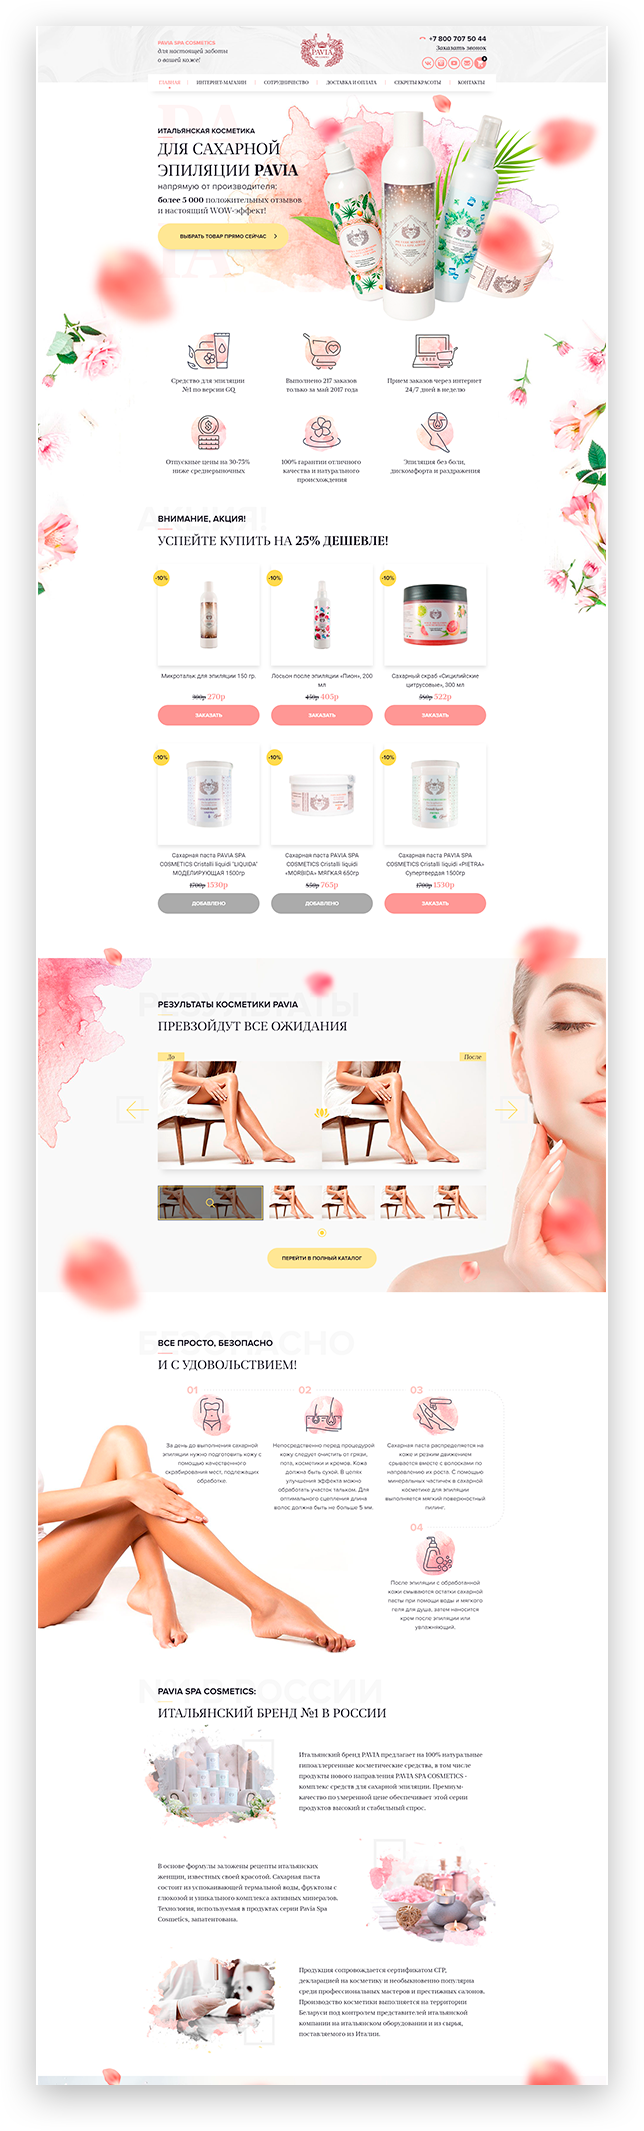 PAVIA SPA COSMETICS
для настоящей заботы
о вашей коже!
PAVIA
+7 800 707 50 44
Заказать звонок
ГЛАВНАЯ
ИНТЕРНЕТ-МАГАЗИН
СОТРУДНИЧЕСТВО
ДОСТАВКА И ОПЛАТА
СЕКРЕТЫ КРАСОТЫ
КОНТАКТЫ
ИТАЛЬЯНСКАЯ КОСМЕТИКА
ДЛЯ САХАРНОЙ
ЭПИЛЯЦИИ PAVIA
напрямую от производителя:
более 5 000 положительных отзывов
и настоящий WOW-эффект!
ВЫБРАТЬ ТОВАР ПРЯМО СЕЙЧАС
Средство для эпиляции
№1 по версии GQ
Выполнено 217 заказов
только за май 2017 года
Прием заказов через интернет
24/7 дней в неделю
Отпускные цены на 30-75%
ниже среднерыночных
100% гарантии отличного
качества и натурального
происхождения
Эпиляция без боли,
дискомфорта и раздражения
АКЦИЯ!
ВНИМАНИЕ, АКЦИЯ!
УСПЕЙТЕ КУПИТЬ НА 25% ДЕШЕВЛЕ!
-10%
-10%
-10%
Микротальк для эпиляции 150 гр.
300р 270р
ЗАКАЗАТЬ
Лосьон после эпиляции «Пион», 200
мл
450р 405р
ЗАКАЗАТЬ
Сахарный скраб «Сицилийские
цитрусовые», 300 мл
580р 522р
ЗАКАЗАТЬ
-10%
-10%
-10%
Сахарная паста PAVIA SPA
COSMETICS Cristalli liquidi "LIQUIDA"
МОДЕЛИРУЮЩАЯ 1500гр
1700р 1530р
ДОБАВЛЕНО
Сахарная паста PAVIA SPA
COSMETICS Cristalli liquidi
«MORBIDA» МЯГКАЯ 650гр
850р 765р
ДОБАВЛЕНО
Сахарная паста PAVIA SPA
COSMETICS Cristalli liquidi «PIETRA»
Супертвердая 1500гр
1700р 1530р
ЗАКАЗАТЬ
РЕЗУЛЬТАТЫ
РЕЗУЛЬТАТЫ КОСМЕТИКИ PAVIA
ПРЕВЗОЙДУТ ВСЕ ОЖИДАНИЯ
До
После
ПЕРЕЙТИ В ПОЛНЫЙ КАТАЛОГ
БЕЗОПАСНО
ВСЕ ПРОСТО, БЕЗОПАСНО
И С УДОВОЛЬСТВИЕМ!
01
За день до выполнения сахарной
эпиляции нужно подготовить кожу с
помощью качественного
скрабирования мест, подлежащих
обработке.
02
Непосредственно перед процедурой
кожу следует очистить от грязи,
пота, косметики и кремов. Кожа
должна быть сухой. В целях
улучшения эффекта можно
обработать участок тальком. Для
оптимального сцепления длина
волос должна быть не больше 5 мм.
03
Сахарная паста распределяется на
коже и резким движением
срывается вместе с волосками по
направлению их роста. С помощью
минеральных частичек в сахарной
косметике для эпиляции
выполняется мягкий поверхностный
пилинг.
04
После эпиляции с обработанной
кожи смываются остатки сахарной
пасты при помощи воды и мягкого
геля для душа, затем наносится
крем после эпиляции или
увлажняющий.
№1 В РОССИИ
PAVIA SPA COSMETICS:
ИТАЛЬЯНСКИЙ БРЕНД №1 В РОССИИ
Итальянский бренд PAVIA предлагает на 100% натуральные
гипоаллергенные косметические средства, в том числе
продукты нового направления PAVIA SPA COSMETICS -
комплекс средств для сахарной эпиляции. Премиум-
качество по умеренной цене обеспечивает этой серии
продуктов высокий и стабильный спрос.
В основе формулы заложены рецепты итальянских
женщин, известных своей красотой. Сахарная паста
состоит из успокаивающей термальной воды, фруктозы с
глюкозой и уникального комплекса активных минералов.
Технология, используемая в продуктах серии Pavia Spa
Cosmetics, запатентована.
Продукция сопровождается сертификатом СГР,
декларацией на косметику и необыкновенно популярна
среди профессиональных мастеров и престижных салонов.
Производство косметики выполняется на территории
Беларуси под контролем представителей итальянской
компании на итальянском оборудовании и из сырья,
поставляемого из Италии.